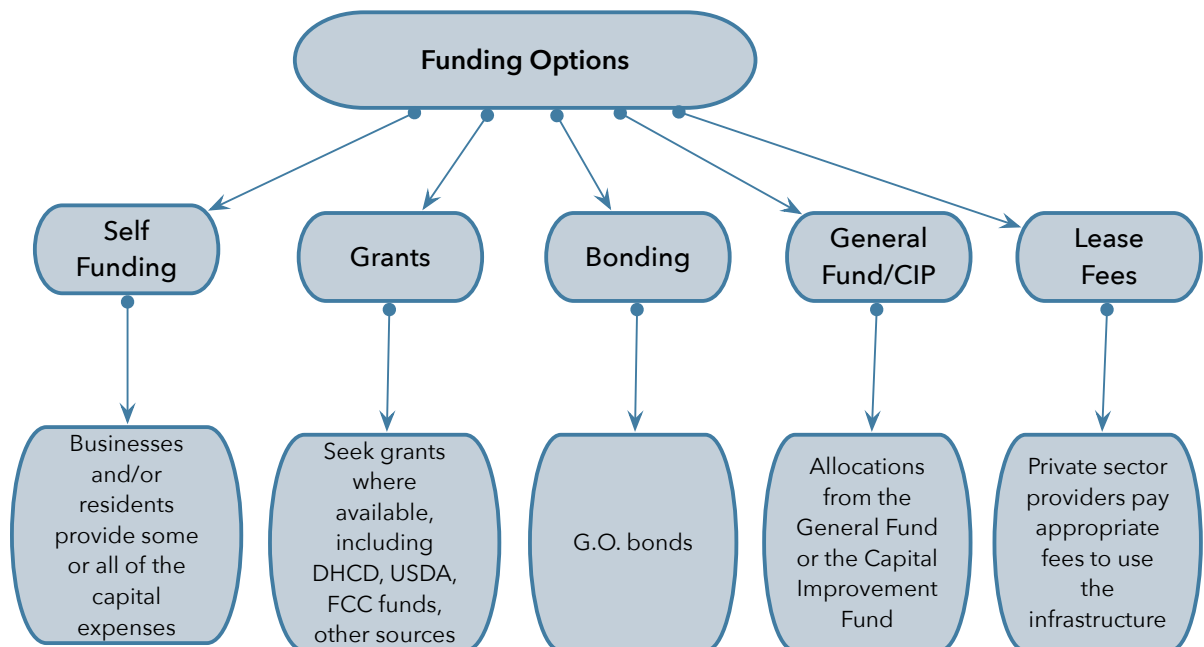 Funding Options
Self
Funding
Grants
Bonding
General
Fund/CIP
Lease
Fees
Businesses
and/or
residents
provide some
or all of the
capital
expenses
Seek grants
where
available,
including
DHCD, USDA,
FCC funds,
other sources
G.O. bonds
Allocations
from the
General Fund
or the Capital
Improvement
Fund
Private sector
providers pay
appropriate
fees to use
the
infrastructure